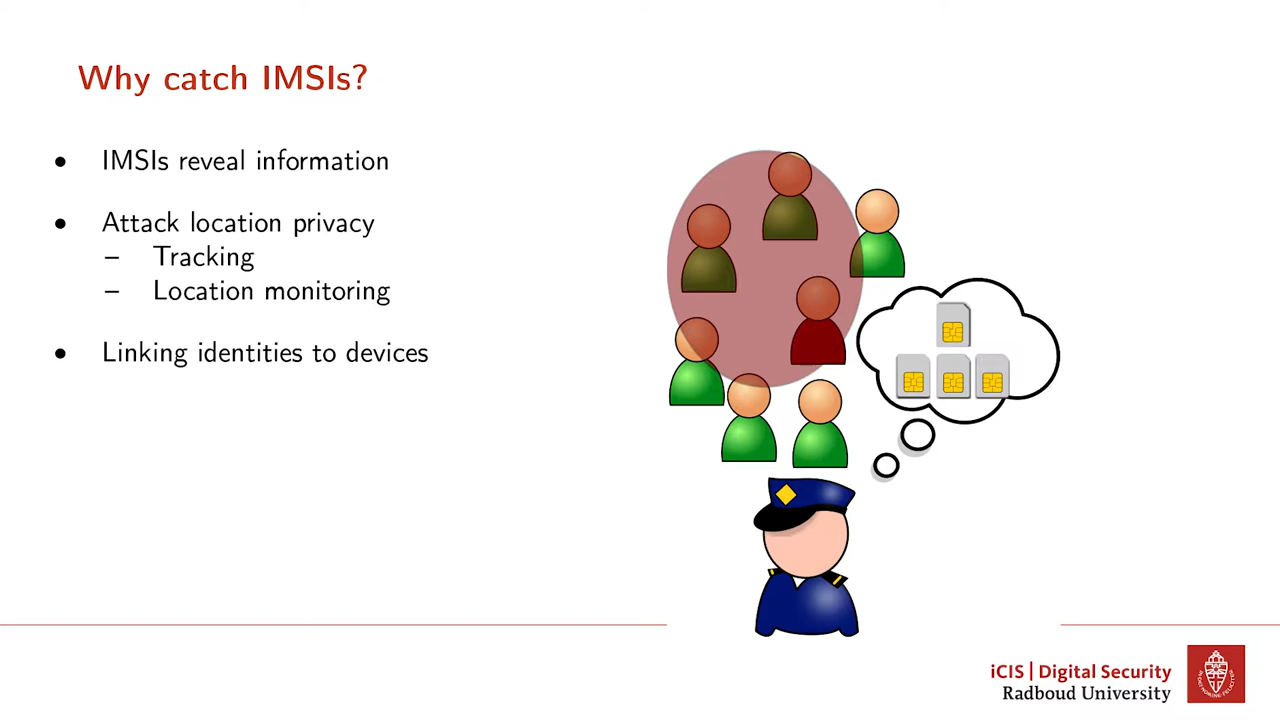 Why catch IMSIs?
• IMSIs reveal information
• Attack location privacy
– Tracking
– Location monitoring
• Linking identities to devices
iCIS | Digital Security
Radboud University